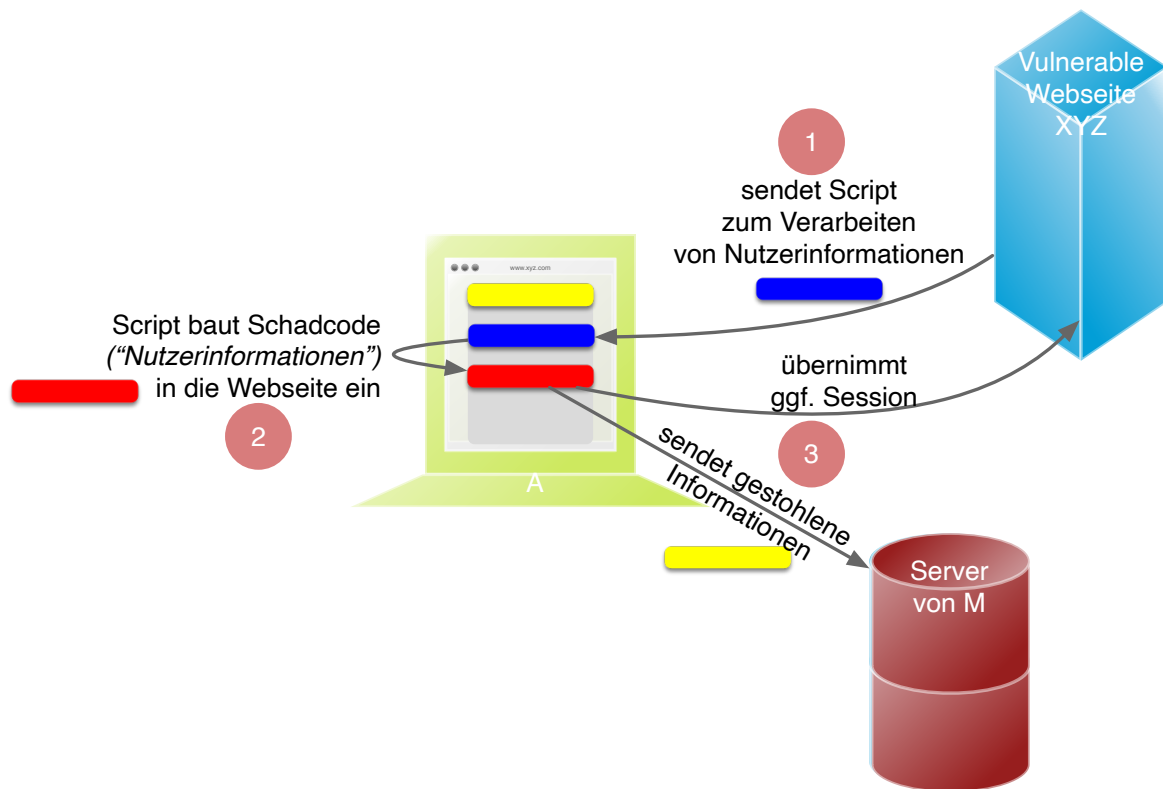 Vulnerable
Webseite
XYZ
1
sendet Script
zum Verarbeiten
von Nutzerinformationen
www.xyz.com
Script baut Schadcode
(“Nutzerinformationen”)
in die Webseite ein
2
übernimmt
ggf. Session
3
sendet gestohlene
Informationen
A
Server
von M